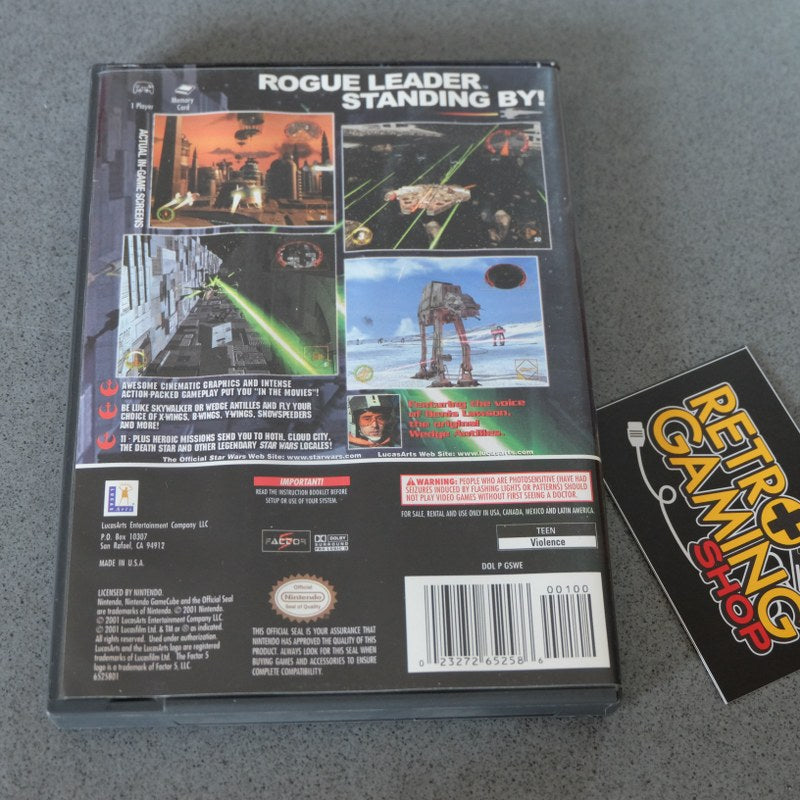 ROGUE LEADER™
STANDING BY!
1 Player
Memory
Card
ACTUAL IN-GAME SCREENS
AWESOME CINEMATIC GRAPHICS AND INTENSE
ACTION-PACKED GAMEPLAY PUT YOU "IN THE MOVIES"!
BE LUKE SKYWALKER OR WEDGE ANTILLES AND FLY YOUR
CHOICE OF X-WINGS, B-WINGS, Y-WINGS, SNOWSPEEDERS
AND MORE!
11 - PLUS HEROIC MISSIONS SEND YOU TO HOTH, CLOUD CITY,
THE DEATH STAR AND OTHER LEGENDARY STAR WARS LOCALES!
Featuring the voice
of Denis Lawson,
the original
Wedge Antilles.
The Official Star Wars Web Site: www.starwars.com
LucasArts Web Site: www.lucasarts.com
LucasArts Entertainment Company LLC
P.O. Box 10307
San Rafael, CA 94912
MADE IN U.S.A.
IMPORTANT!
READ THE INSTRUCTION BOOKLET BEFORE
SETUP OR USE OF YOUR SYSTEM.
WARNING: PEOPLE WHO ARE PHOTOSENSITIVE (HAVE HAD
SEIZURES INDUCED BY FLASHING LIGHTS OR PATTERNS) SHOULD
NOT PLAY VIDEO GAMES WITHOUT FIRST SEEING A DOCTOR.
FOR SALE, RENTAL AND USE ONLY IN USA, CANADA, MEXICO AND LATIN AMERICA.
FACTOR 5
DOLBY
SURROUND
PRO LOGIC II
TEEN
Violence
DOL P GSWE
LICENSED BY NINTENDO.
Nintendo, Nintendo GameCube and the Official Seal
are trademarks of Nintendo. © 2001 Nintendo.
© 2001 LucasArts Entertainment Company LLC
© 2001 Lucasfilm Ltd. & TM or ® as indicated.
All rights reserved. Used under authorization.
LucasArts and the LucasArts logo are registered
trademarks of Lucasfilm Ltd. The Factor 5
logo is a trademark of Factor 5, LLC.
6525801
Official
Nintendo
Seal of Quality
THIS OFFICIAL SEAL IS YOUR ASSURANCE THAT
NINTENDO HAS APPROVED THE QUALITY OF THIS
PRODUCT. ALWAYS LOOK FOR THIS SEAL WHEN
BUYING GAMES AND ACCESSORIES TO ENSURE
COMPLETE COMPATIBILITY.
00100
0 23272 65258 6
RETRO
GAMING
SHOP